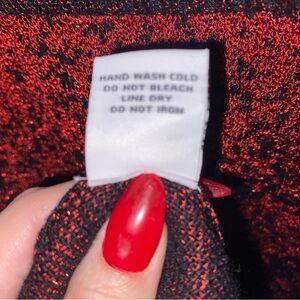 HAND WASH COLD
DO NOT BLEACH
LINE DRY
DO NOT IRON